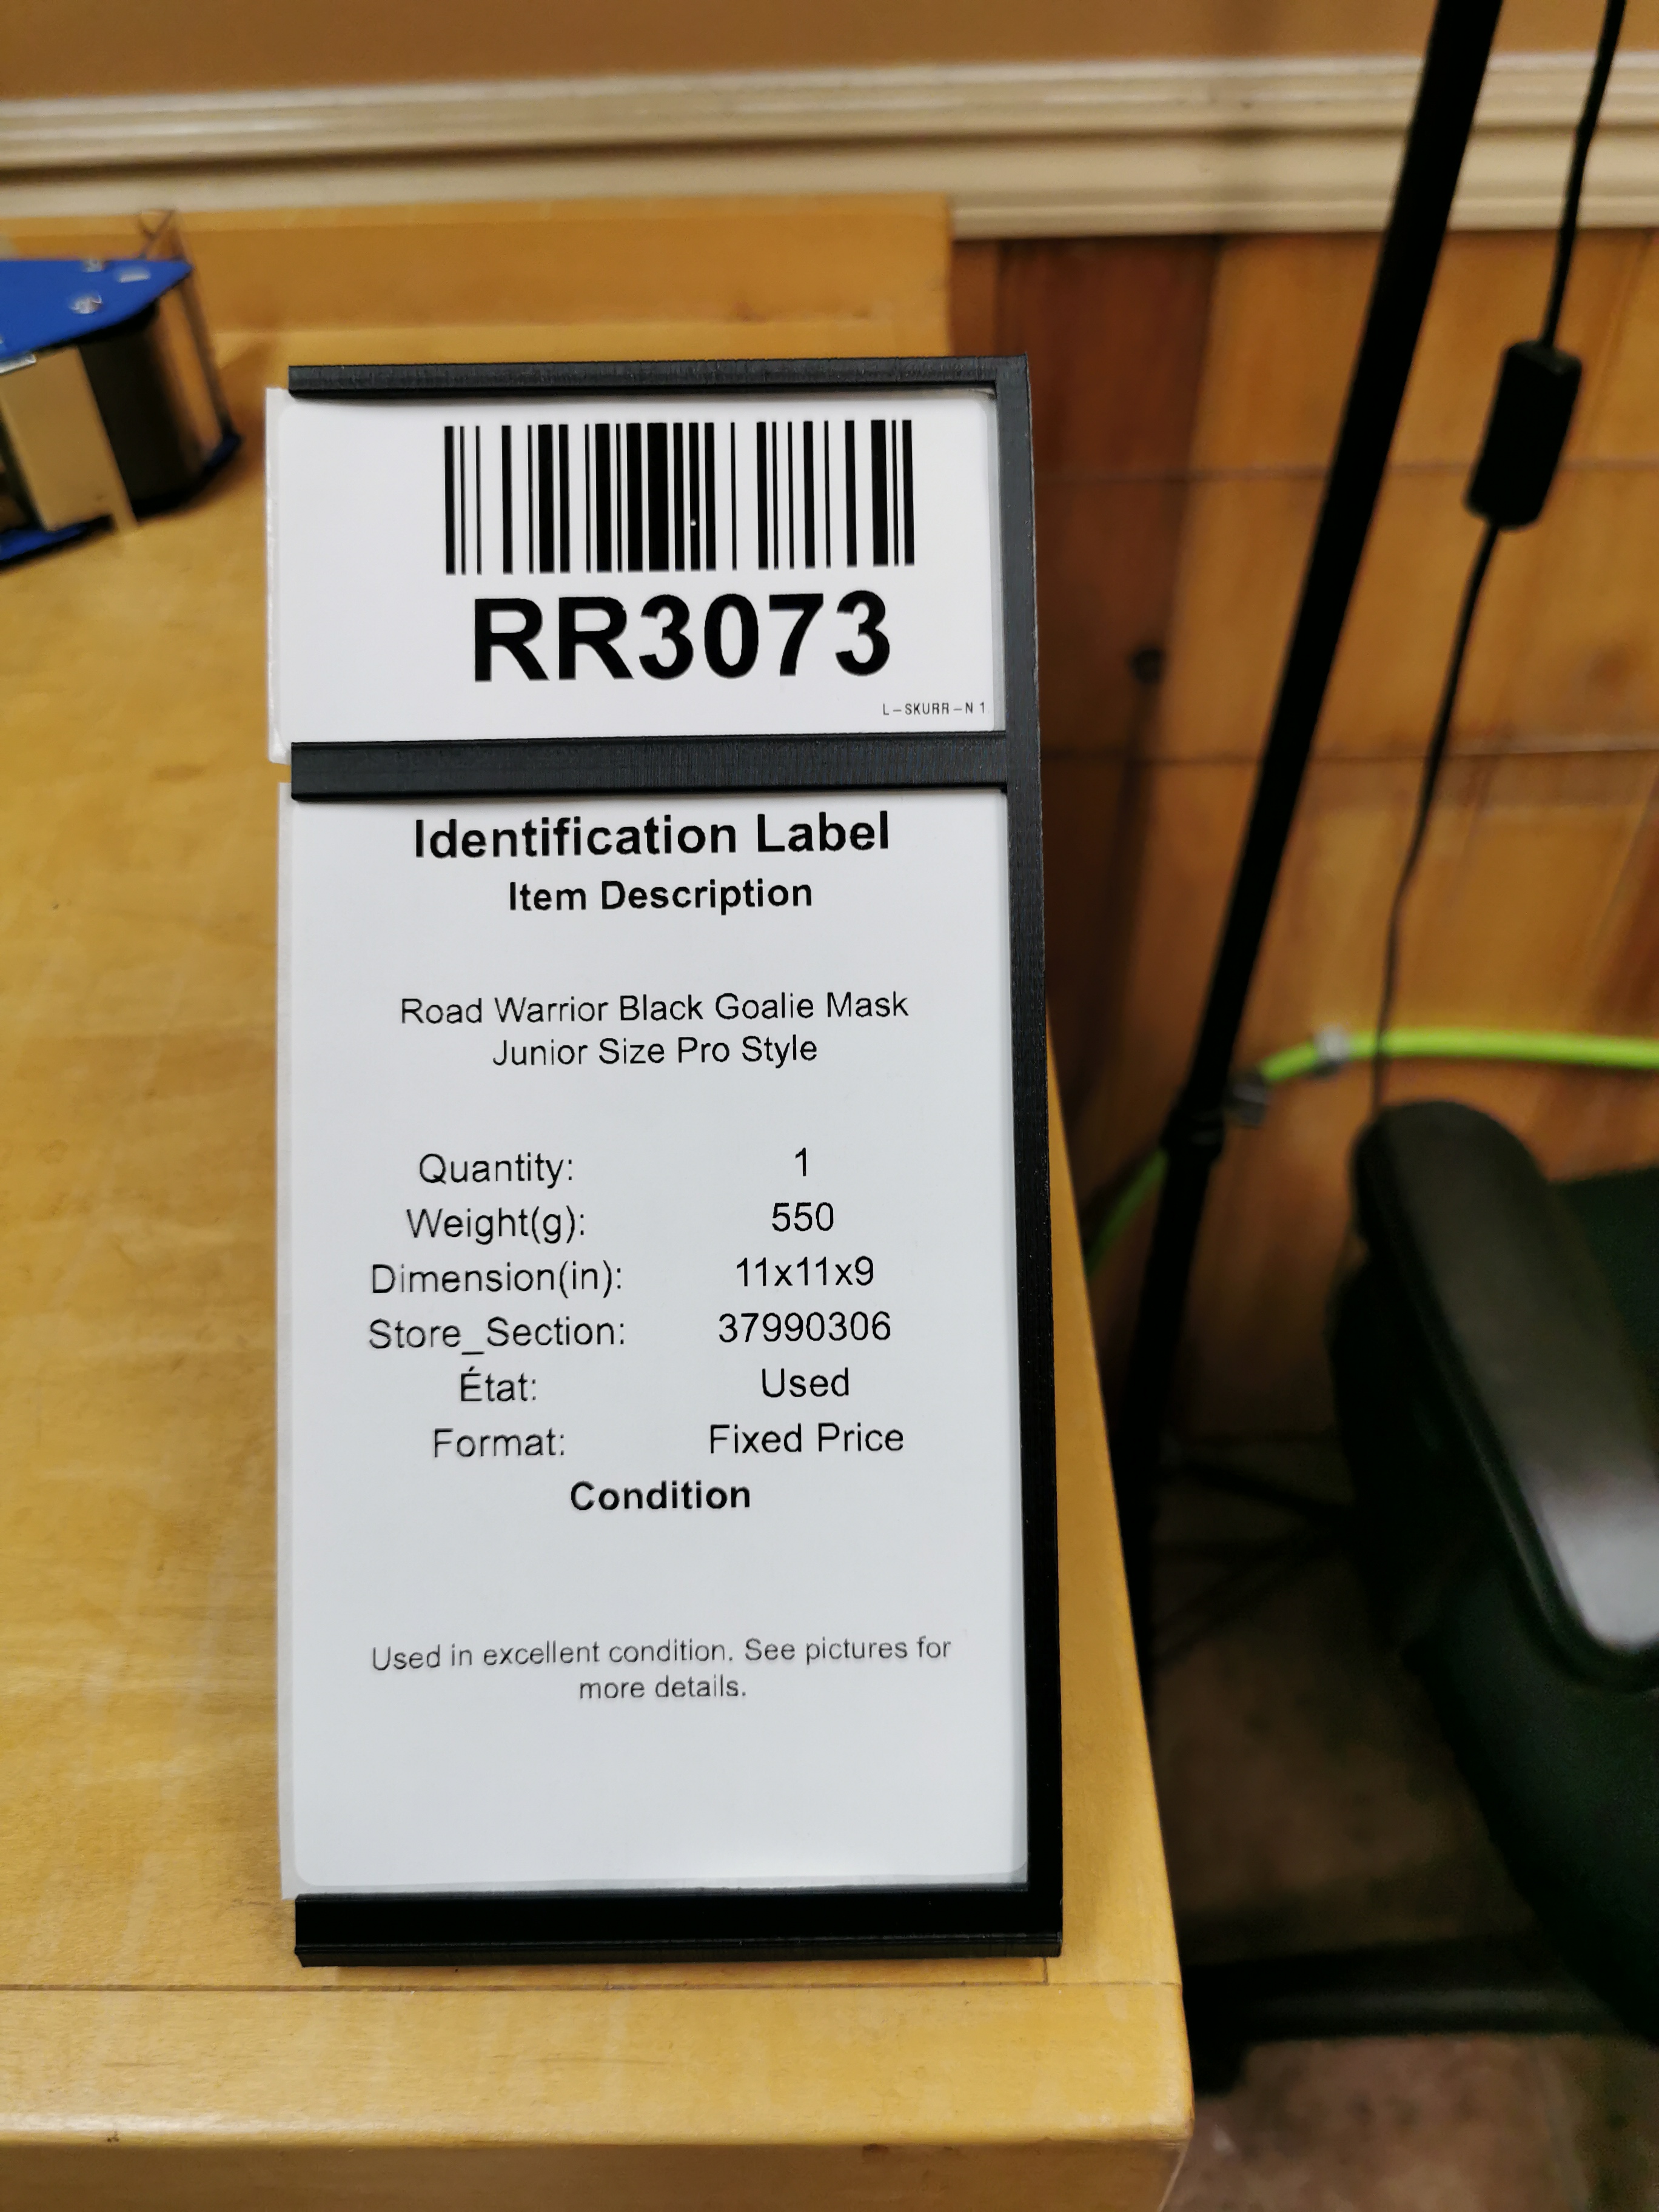 RR3073
L-SKURR-N 1
Identification Label
Item Description
Road Warrior Black Goalie Mask
Junior Size Pro Style
Quantity: 1
Weight(g): 550
Dimension(in): 11x11x9
Store_Section: 37990306
État: Used
Format: Fixed Price
Condition
Used in excellent condition. See pictures for
more details.